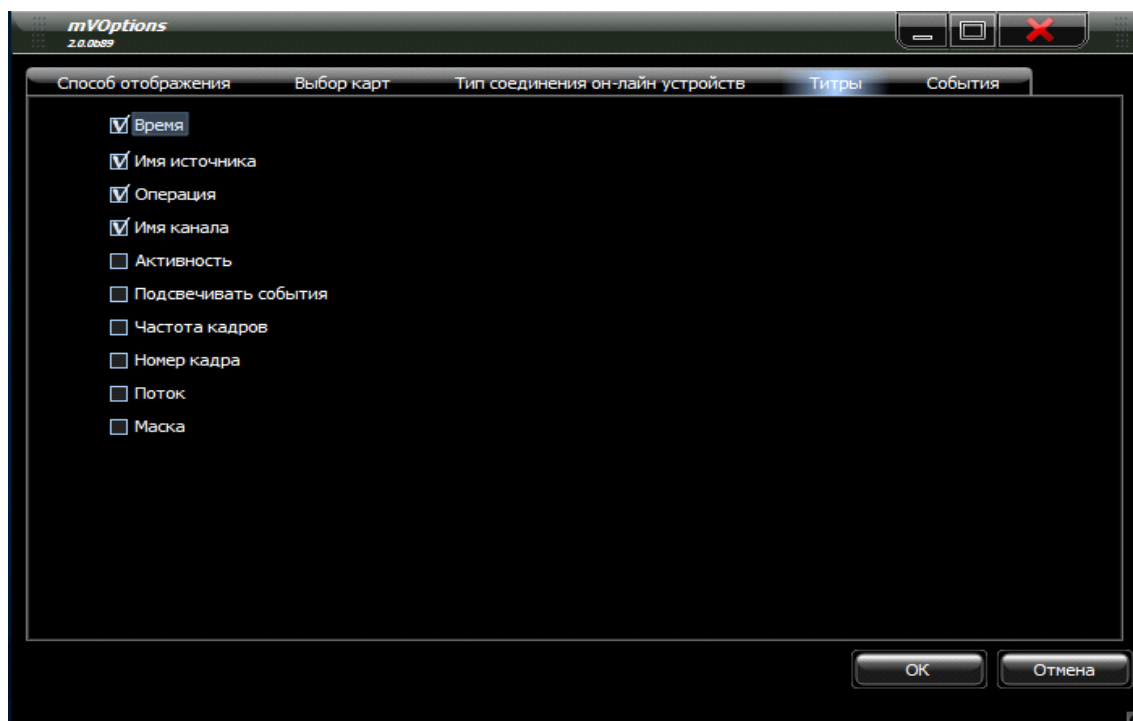 mVOptions
2.0.0b89
Способ отображения Выбор карт Тип соединения он-лайн устройств Титры События
Время
Имя источника
Операция
Имя канала
Активность
Подсвечивать события
Частота кадров
Номер кадра
Поток
Маска
OK Отмена